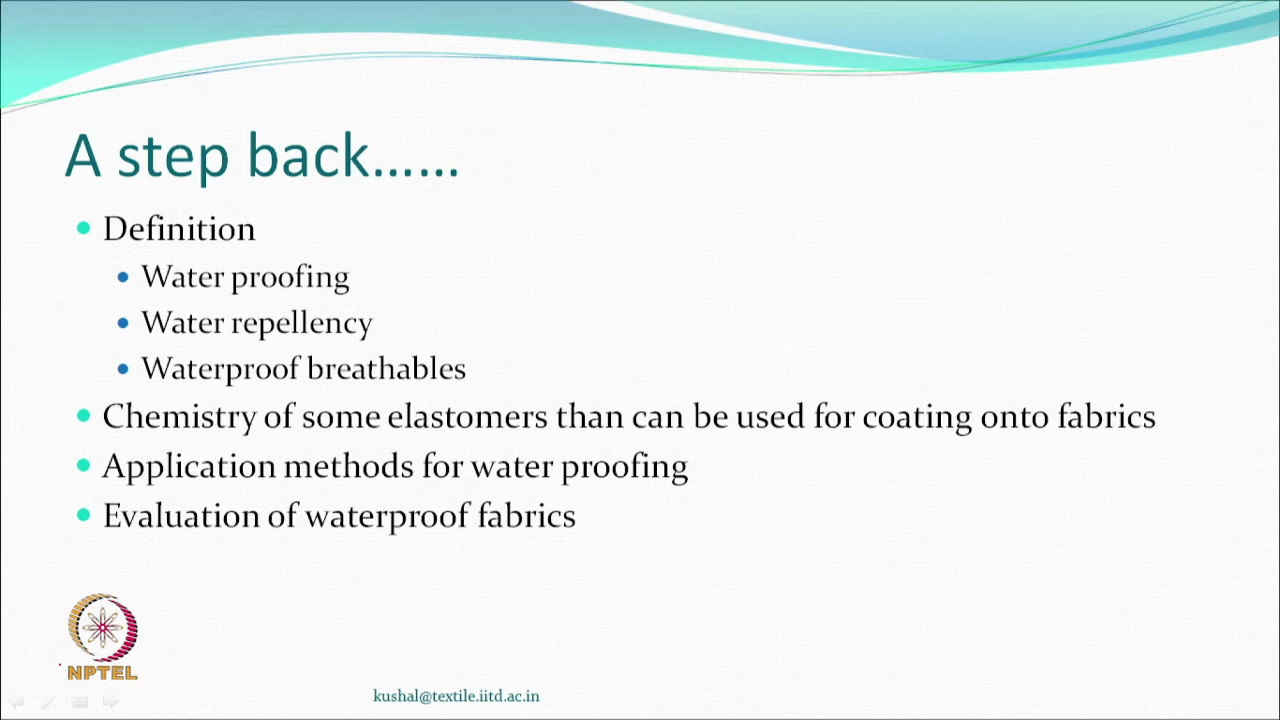 A step back……
Definition
Water proofing
Water repellency
Waterproof breathables
Chemistry of some elastomers than can be used for coating onto fabrics
Application methods for water proofing
Evaluation of waterproof fabrics
NPTEL
kushal@textile.iitd.ac.in